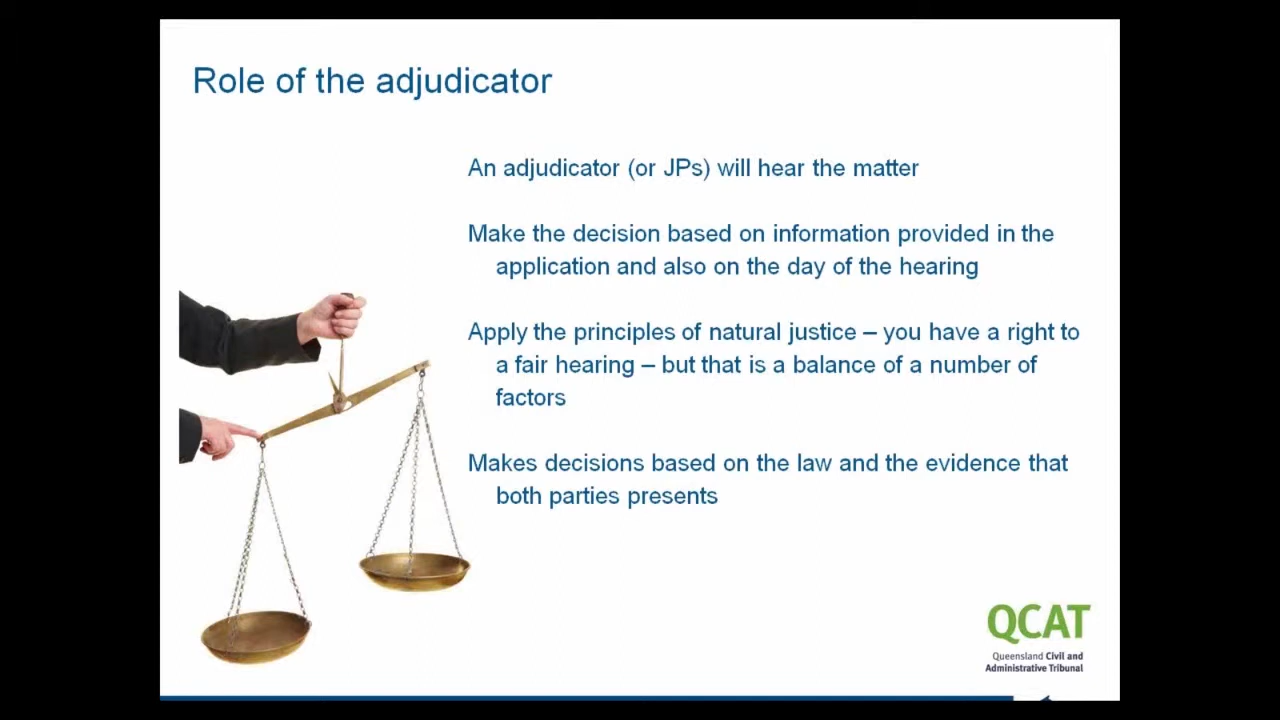 Role of the adjudicator
An adjudicator (or JPs) will hear the matter
Make the decision based on information provided in the
application and also on the day of the hearing
Apply the principles of natural justice – you have a right to
a fair hearing – but that is a balance of a number of
factors
Makes decisions based on the law and the evidence that
both parties presents
QCAT
Queensland Civil and
Administrative Tribunal